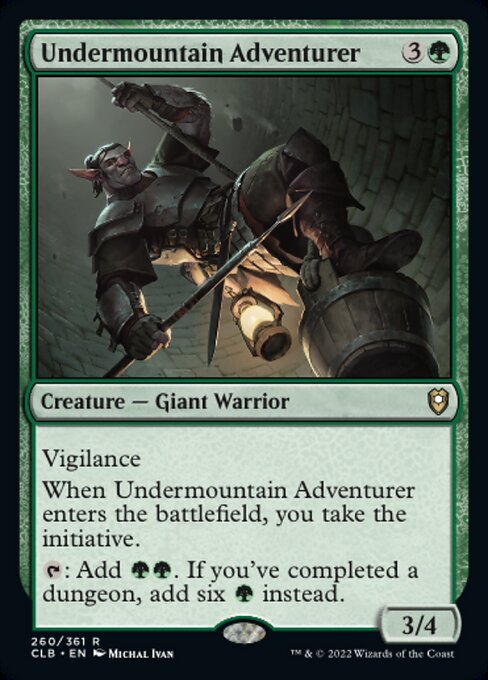 Undermountain Adventurer 3
Creature — Giant Warrior
Vigilance
When Undermountain Adventurer
enters the battlefield, you take the
initiative.
: Add . If you've completed a
dungeon, add six instead.
3/4
260/361 R
CLB • EN Michal Ivan
™ & © 2022 Wizards of the Coast